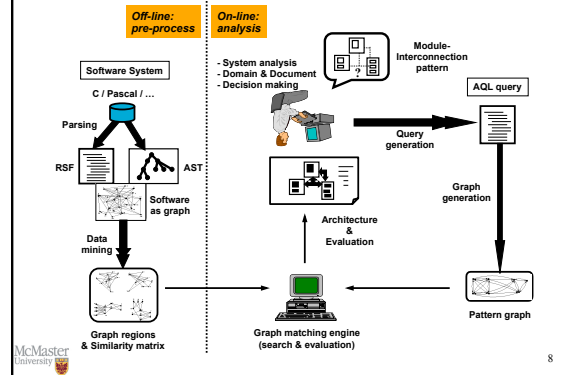 Off-line:
pre-process
On-line:
analysis
Software System
C / Pascal / …
Parsing
RSF
AST
Software
as graph
Data
mining
Graph regions
& Similarity matrix
- System analysis
- Domain & Document
- Decision making
?
Module-
Interconnection
pattern
AQL query
Query
generation
Graph
generation
Architecture
&
Evaluation
Pattern graph
Graph matching engine
(search & evaluation)
McMaster
University
8